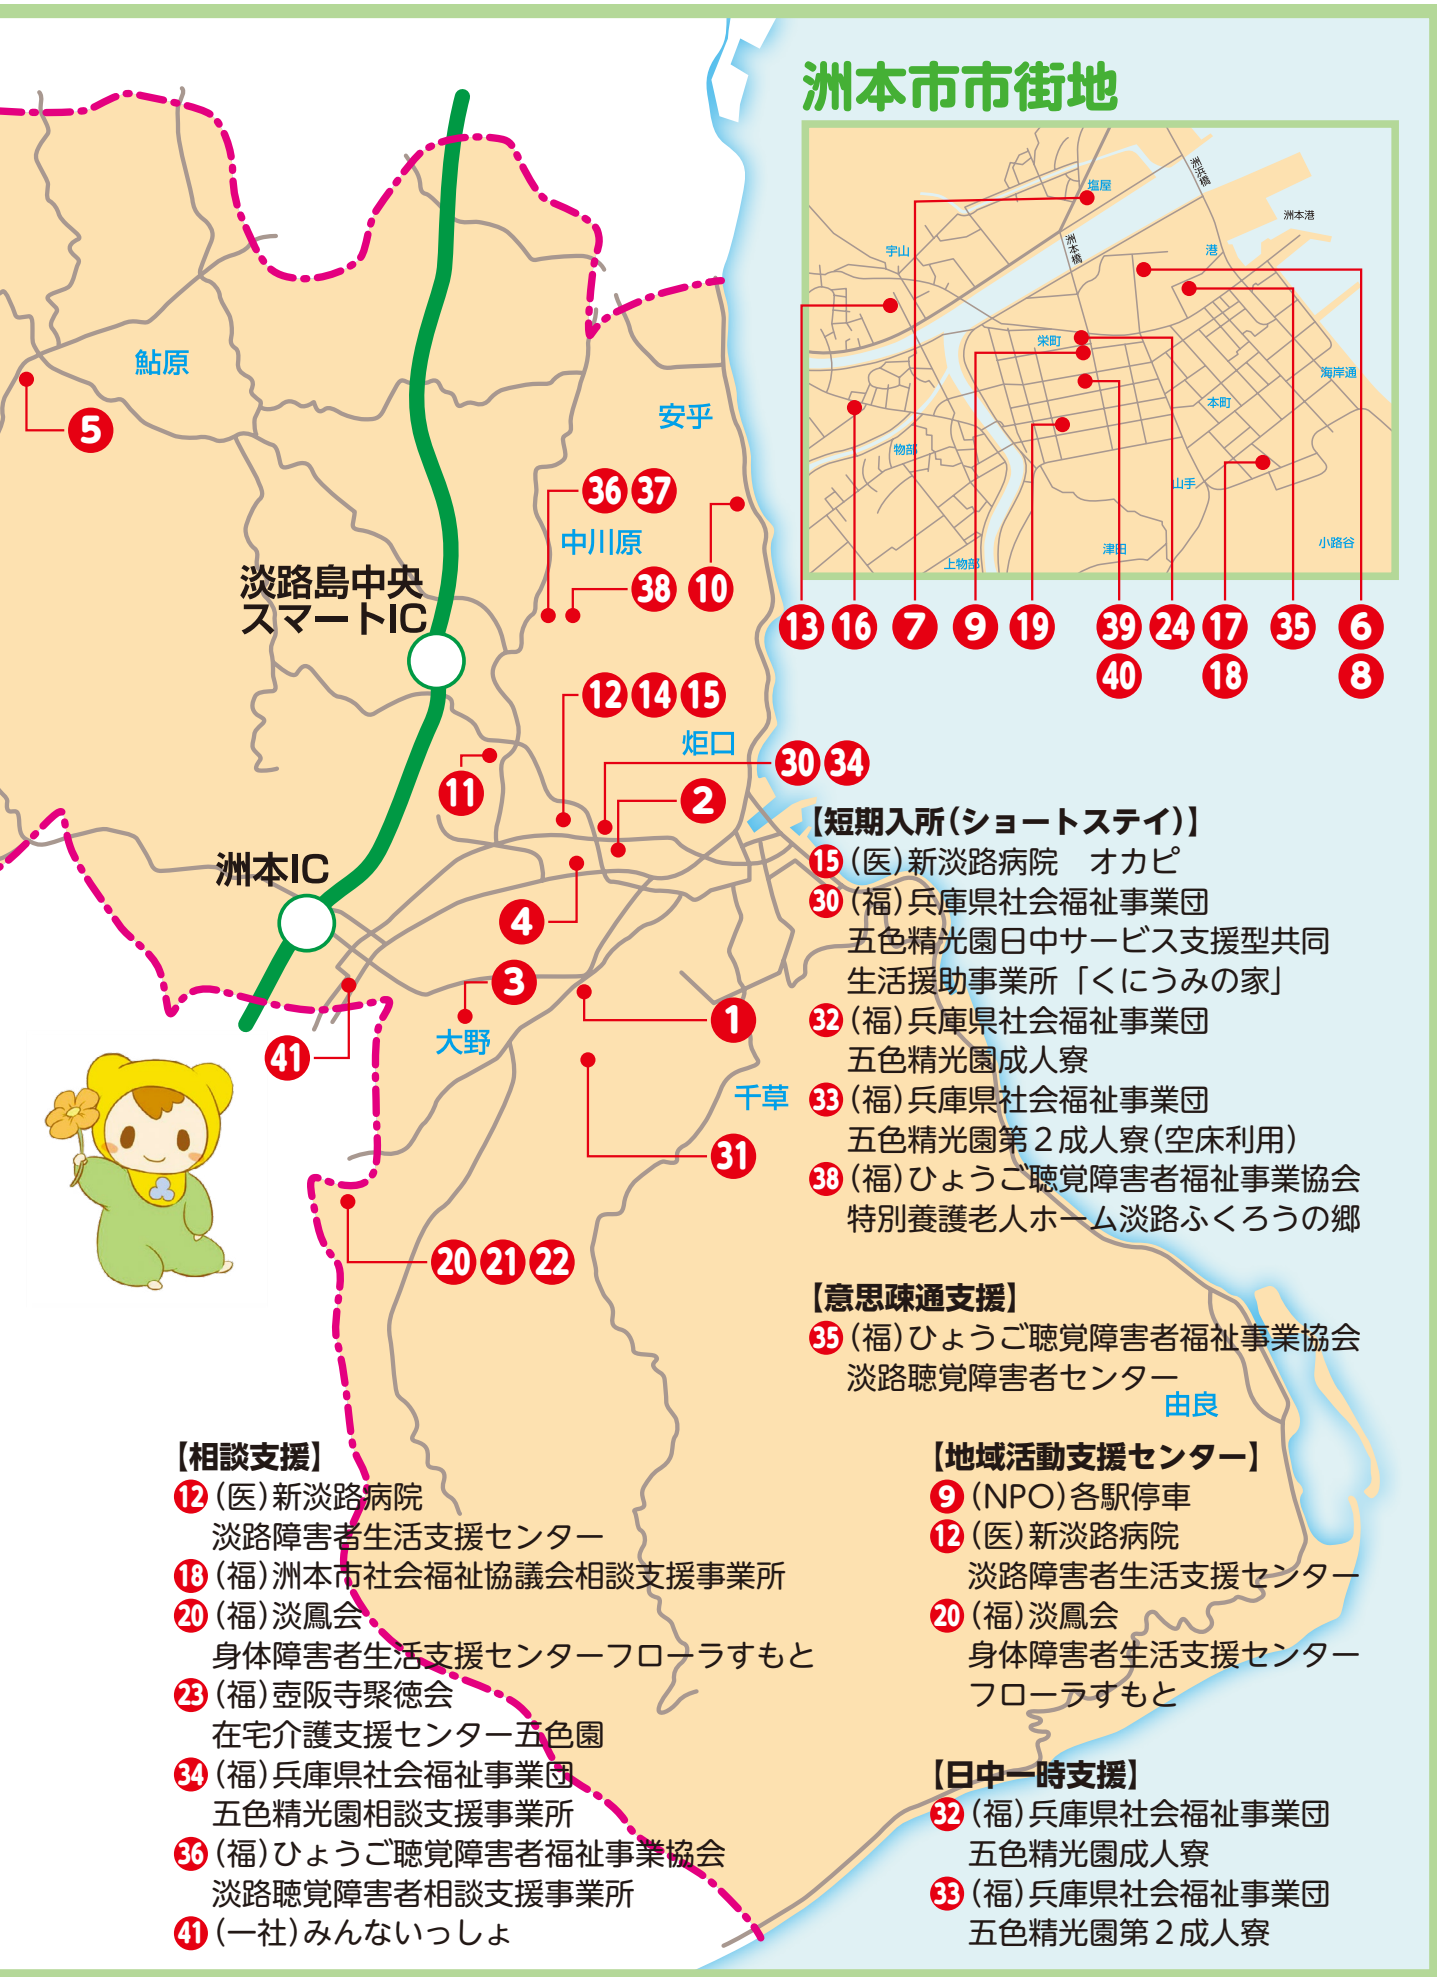 洲本市市街地
洲浜橋
塩屋
洲本港
洲本橋
宇山
港
栄町
海岸通
本町
物部
山手
津田
小路谷
上物部
13
16
7
9
19
39
24
17
35
6
40
18
8
鮎原
5
安乎
36 37
中川原
10
38
淡路島中央
スマートIC
12 14 15
炬口
30 34
11
2
洲本IC
4
3
1
大野
41
千草
31
20 21 22
【短期入所(ショートステイ)】
15(医)新淡路病院　オカピ
30(福)兵庫県社会福祉事業団
五色精光園日中サービス支援型共同
生活援助事業所「くにうみの家」
32(福)兵庫県社会福祉事業団
五色精光園成人寮
33(福)兵庫県社会福祉事業団
五色精光園第2成人寮(空床利用)
38(福)ひょうご聴覚障害者福祉事業協会
特別養護老人ホーム淡路ふくろうの郷
【意思疎通支援】
35(福)ひょうご聴覚障害者福祉事業協会
淡路聴覚障害者センター
由良
【相談支援】
12(医)新淡路病院
淡路障害者生活支援センター
18(福)洲本市社会福祉協議会相談支援事業所
20(福)淡鳳会
身体障害者生活支援センターフローラすもと
23(福)壺阪寺聚徳会
在宅介護支援センター五色園
34(福)兵庫県社会福祉事業団
五色精光園相談支援事業所
36(福)ひょうご聴覚障害者福祉事業協会
淡路聴覚障害者相談支援事業所
41(一社)みんないっしょ
【地域活動支援センター】
9(NPO)各駅停車
12(医)新淡路病院
淡路障害者生活支援センター
20(福)淡鳳会
身体障害者生活支援センター
フローラすもと
【日中一時支援】
32(福)兵庫県社会福祉事業団
五色精光園成人寮
33(福)兵庫県社会福祉事業団
五色精光園第2成人寮